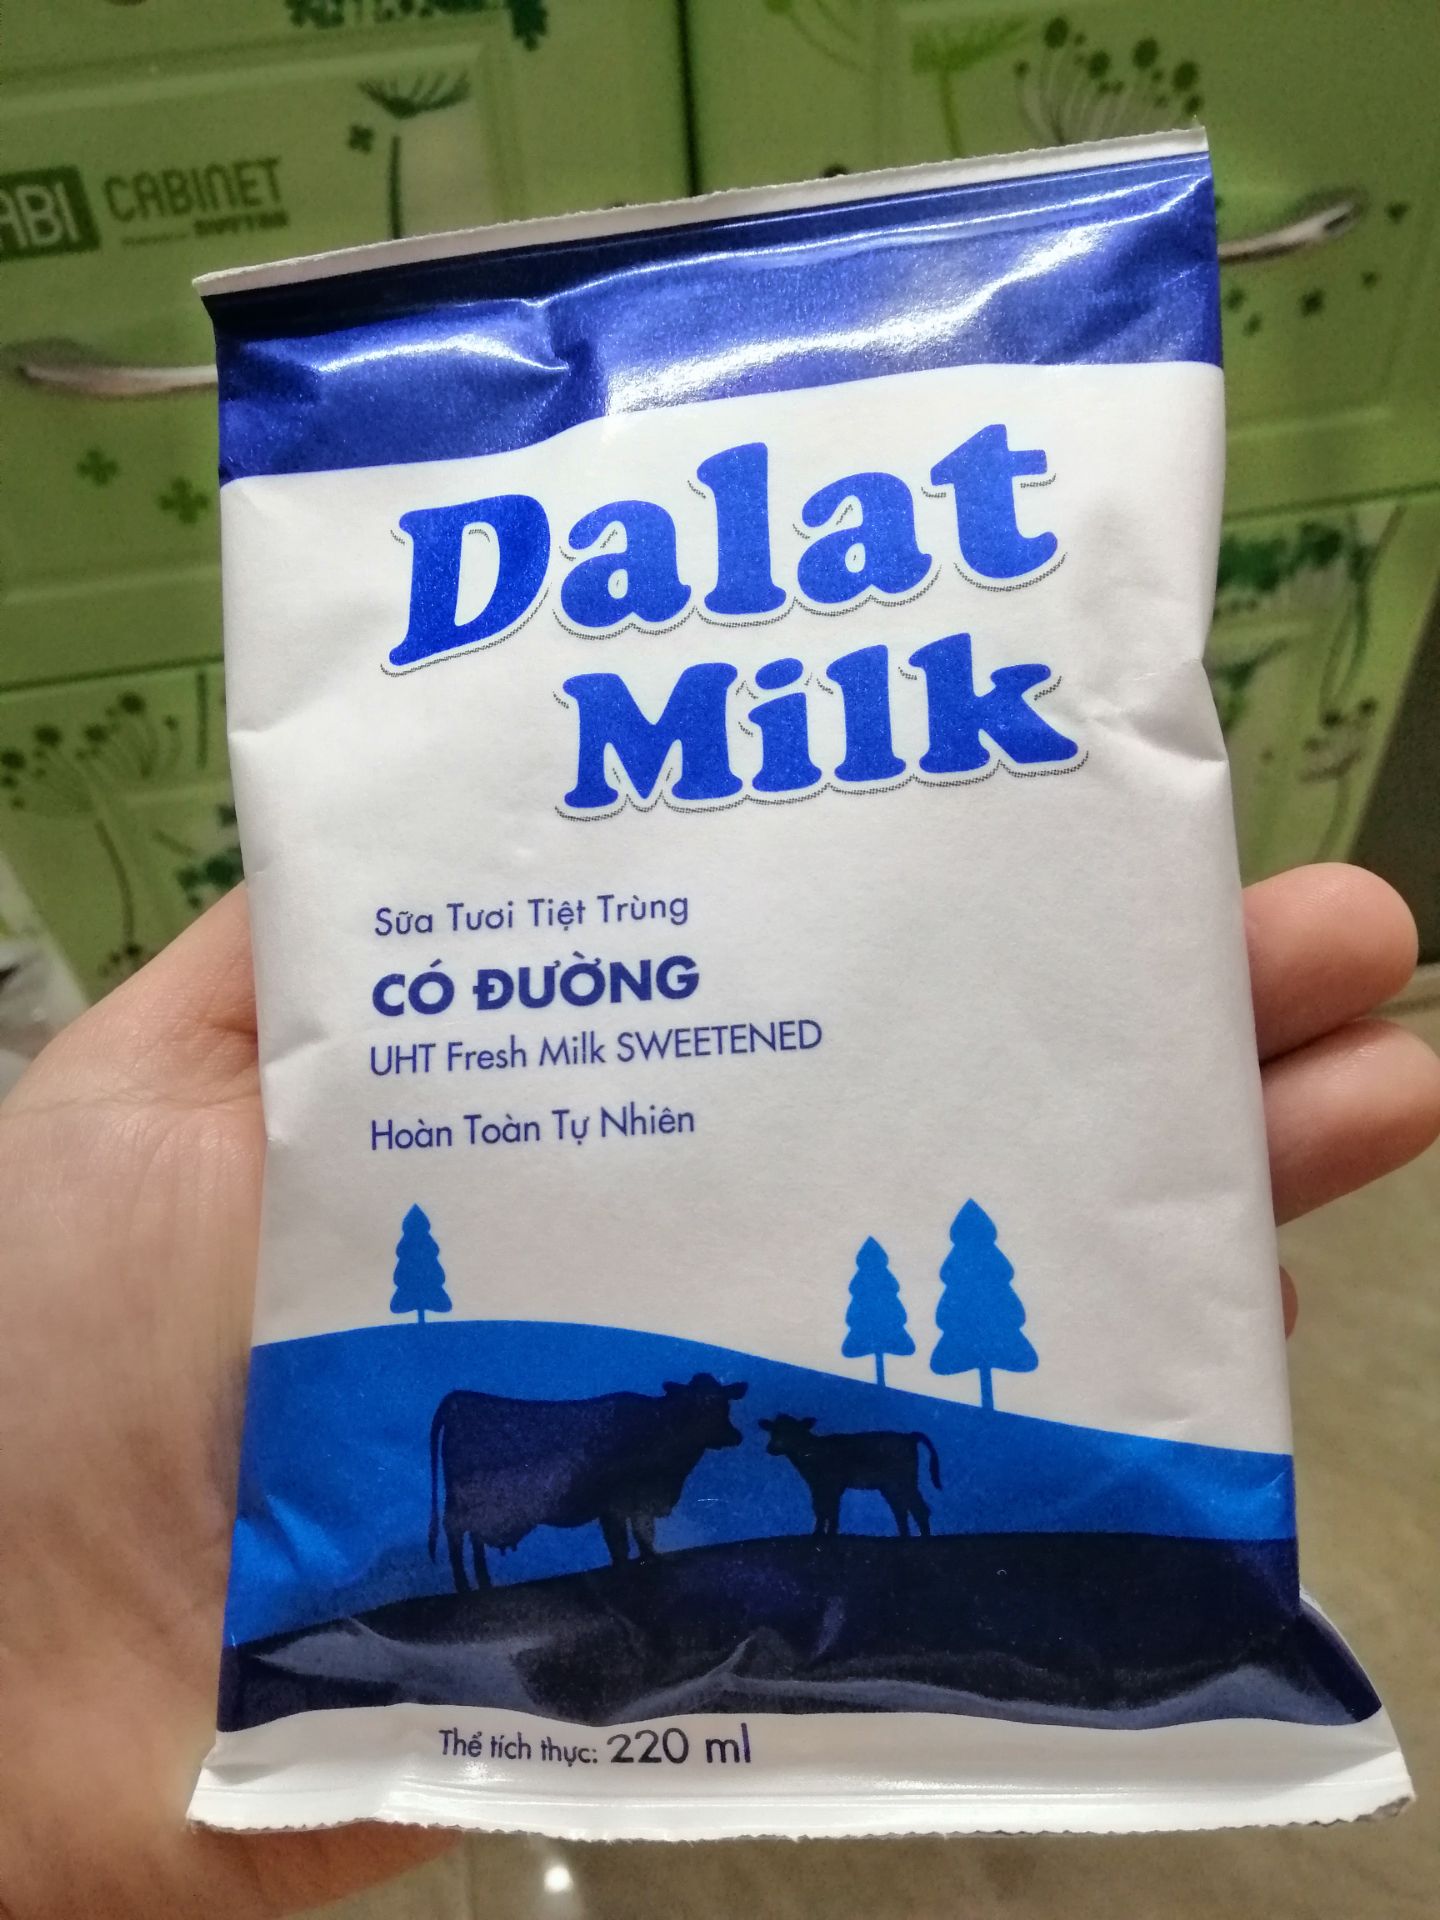 ABI CABINET
Dalat
Milk
Sữa Tươi Tiệt Trùng
CÓ ĐƯỜNG
UHT Fresh Milk SWEETENED
Hoàn Toàn Tự Nhiên
Thể tích thực: 220 ml